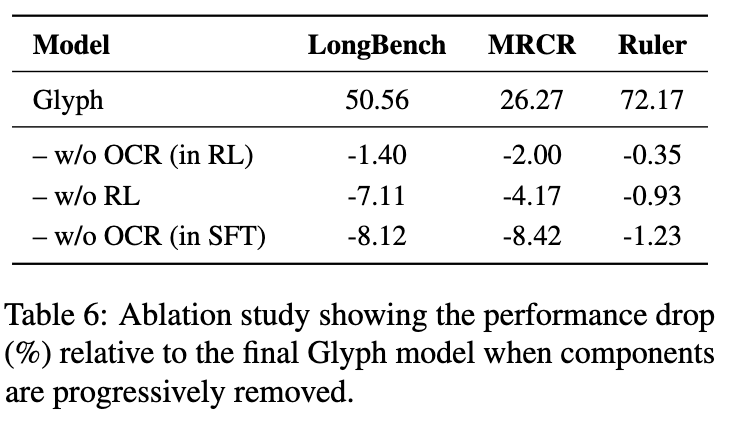 Model LongBench MRCR Ruler
Glyph 50.56 26.27 72.17
– w/o OCR (in RL) -1.40 -2.00 -0.35
– w/o RL -7.11 -4.17 -0.93
– w/o OCR (in SFT) -8.12 -8.42 -1.23
Table 6: Ablation study showing the performance drop
(%) relative to the final Glyph model when components
are progressively removed.